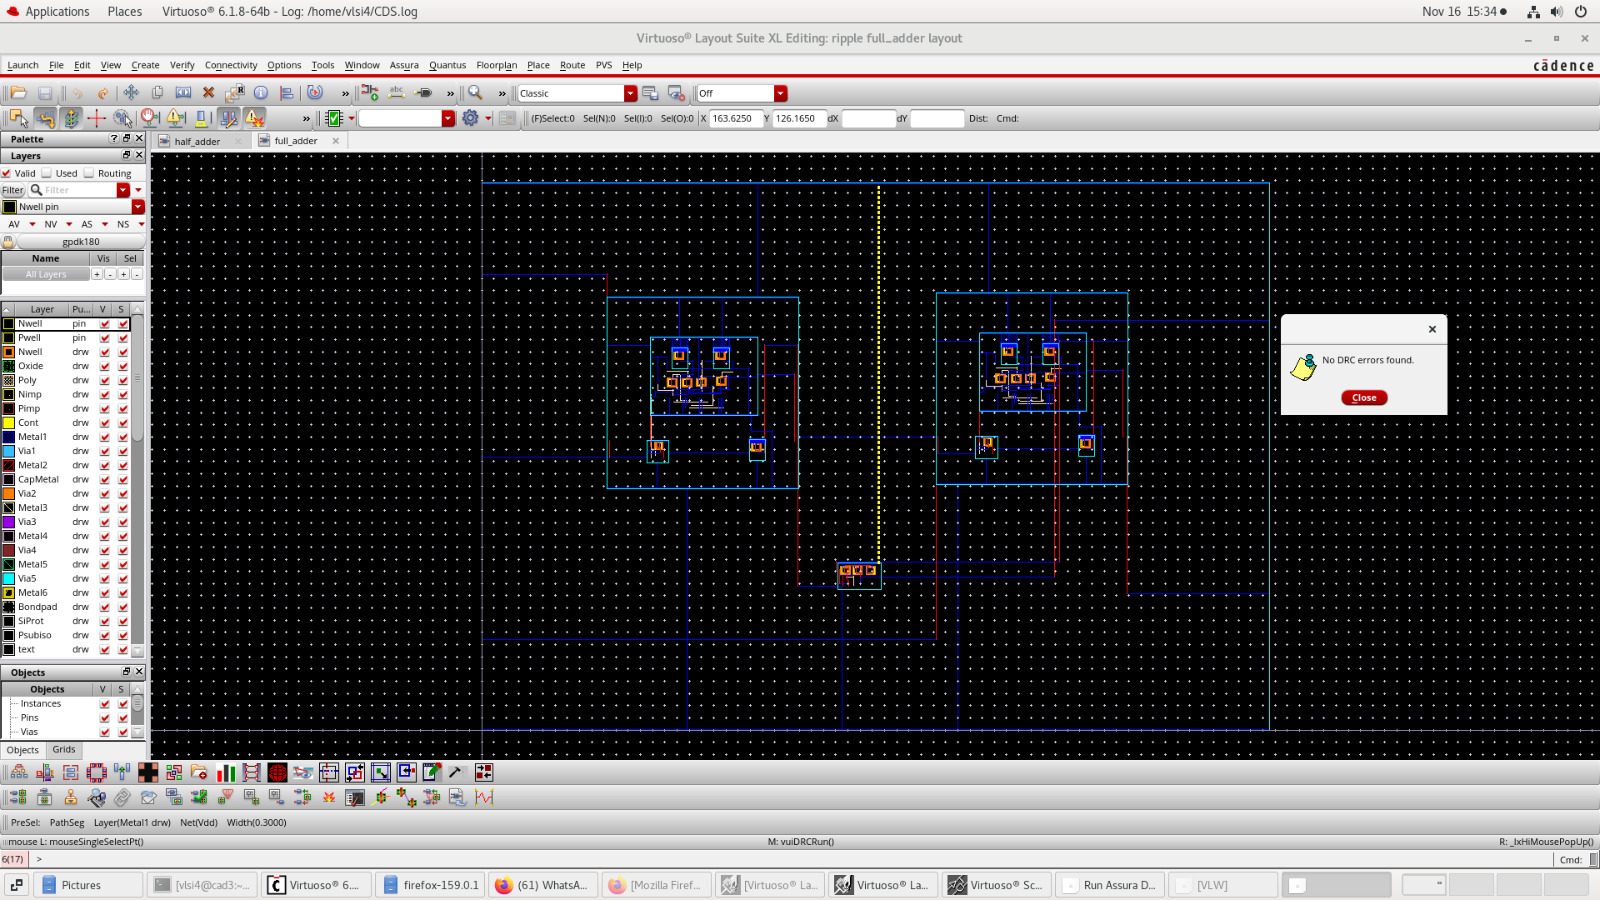 Applications Places Virtuoso® 6.1.8-64b - Log: /home/vlsi4/CDS.log Nov 16 15:34
Virtuoso® Layout Suite XL Editing: ripple full_adder layout
Launch File Edit View Create Verify Connectivity Options Tools Window Assura Quantus Floorplan Place Route PVS Help cādence
» » » Classic Off
» (F)Select:0 Sel(N):0 Sel(I):0 Sel(O):0 X 163.6250 Y 126.1650 dX dY Dist: Cmd:
Palette ? half_adder full_adder
Layers
Valid Used Routing
Filter Filter
Nwell pin
AV NV AS NS
gpdk180
Name Vis Sel
All Layers + - + -
Layer Pu... V S
Nwell pin
Pwell pin
Nwell drw
Oxide drw
Poly drw
Nimp drw
Pimp drw
Cont drw
Metal1 drw
Via1 drw
Metal2 drw
CapMetal drw
Via2 drw
Metal3 drw
Via3 drw
Metal4 drw
Via4 drw
Metal5 drw
Via5 drw
Metal6 drw
Bondpad drw
SiProt drw
Psubiso drw
text drw
No DRC errors found.
Close
Objects
Objects V S
Instances
Pins
Vias
Objects Grids
PreSel: PathSeg Layer(Metal1 drw) Net(Vdd) Width(0.3000)
mouse L: mouseSingleSelectPt() M: vuiDRCRun() R: _lxHiMousePopUp()
6(17) > Cmd:
Pictures [vlsi4@cad3:~... Virtuoso® 6.... firefox-159.0.1 (61) WhatsA... [Mozilla Firef... [Virtuoso® La... Virtuoso® La... Virtuoso® Sc... Run Assura D... [VLW]